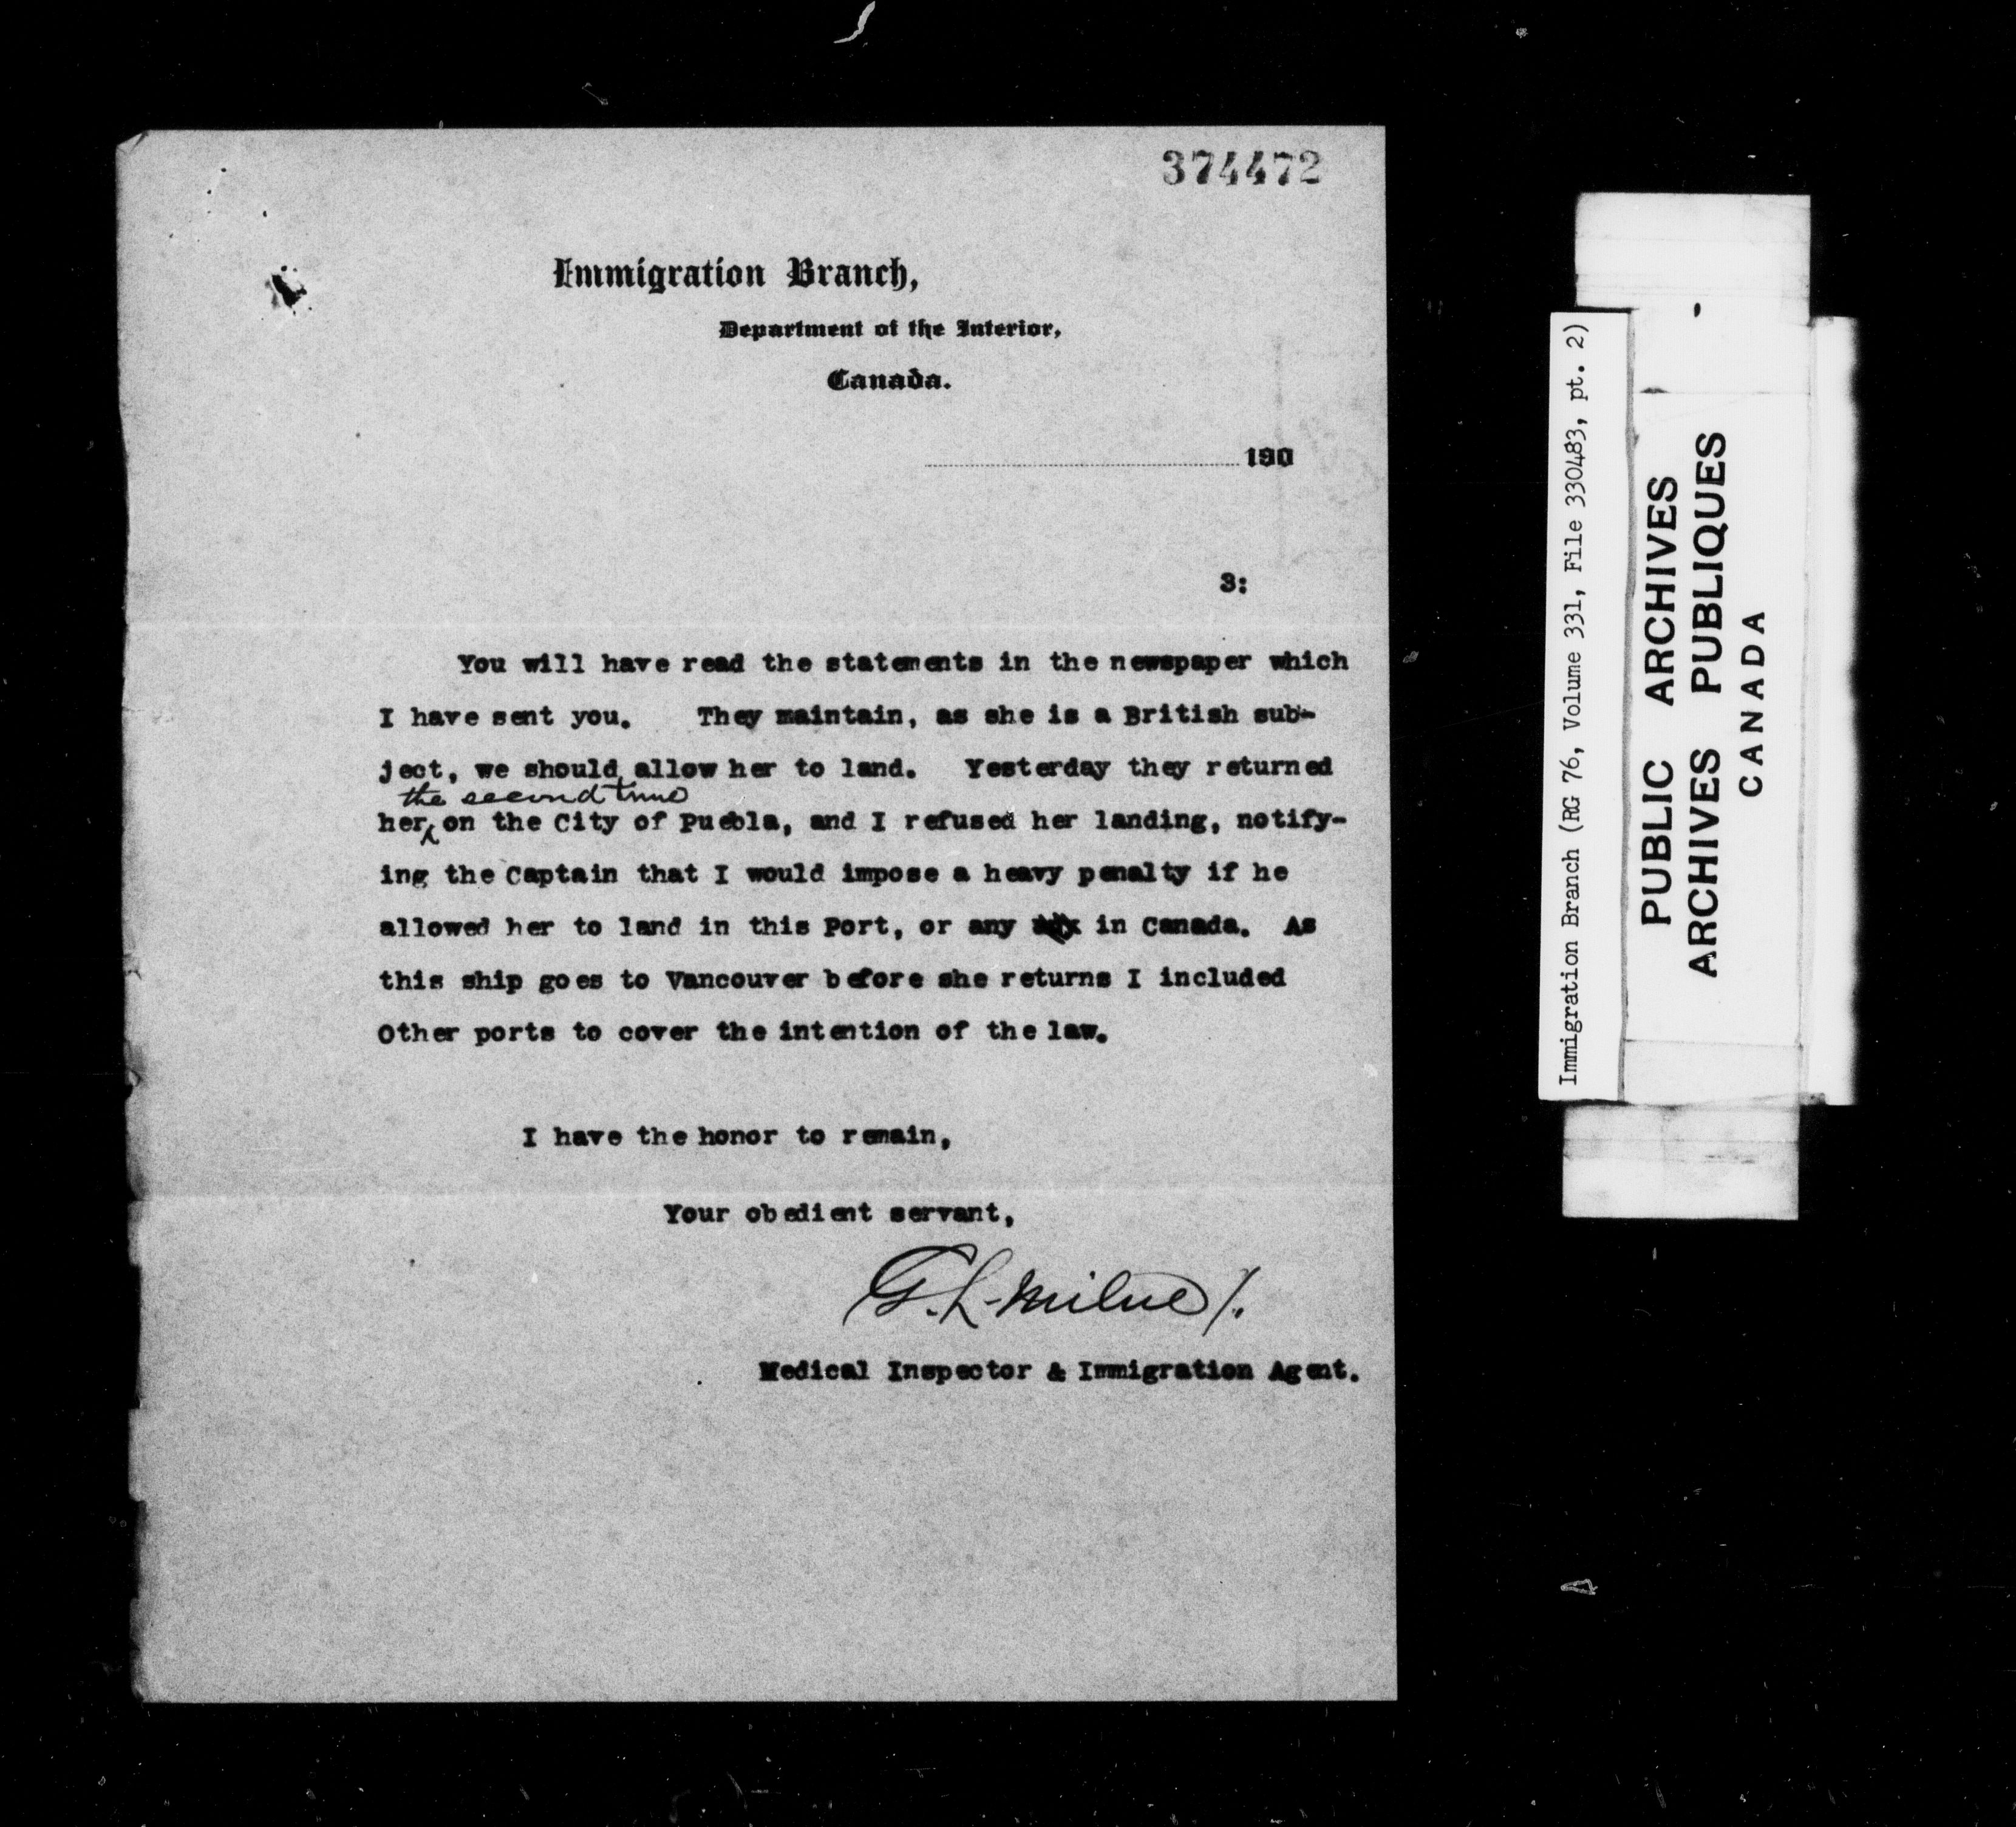 374472
Immigration Branch,
Department of the Interior,
Canada.
190
3:
You will have read the statements in the newspaper which
I have sent you. They maintain, as she is a British sub-
ject, we should allow her to land. Yesterday they returned
the second time
her on the City of Puebla, and I refused her landing, notify-
ing the Captain that I would impose a heavy penalty if he
allowed her to land in this Port, or any in Canada. As
this ship goes to Vancouver before she returns I included
Other ports to cover the intention of the law.
I have the honor to remain,
Your obedient servant,
G. L. Milne
Medical Inspector & Immigration Agent.
Immigration Branch (RG 76, Volume 331, File 330483, pt. 2)
PUBLIC ARCHIVES
ARCHIVES PUBLIQUES
CANADA